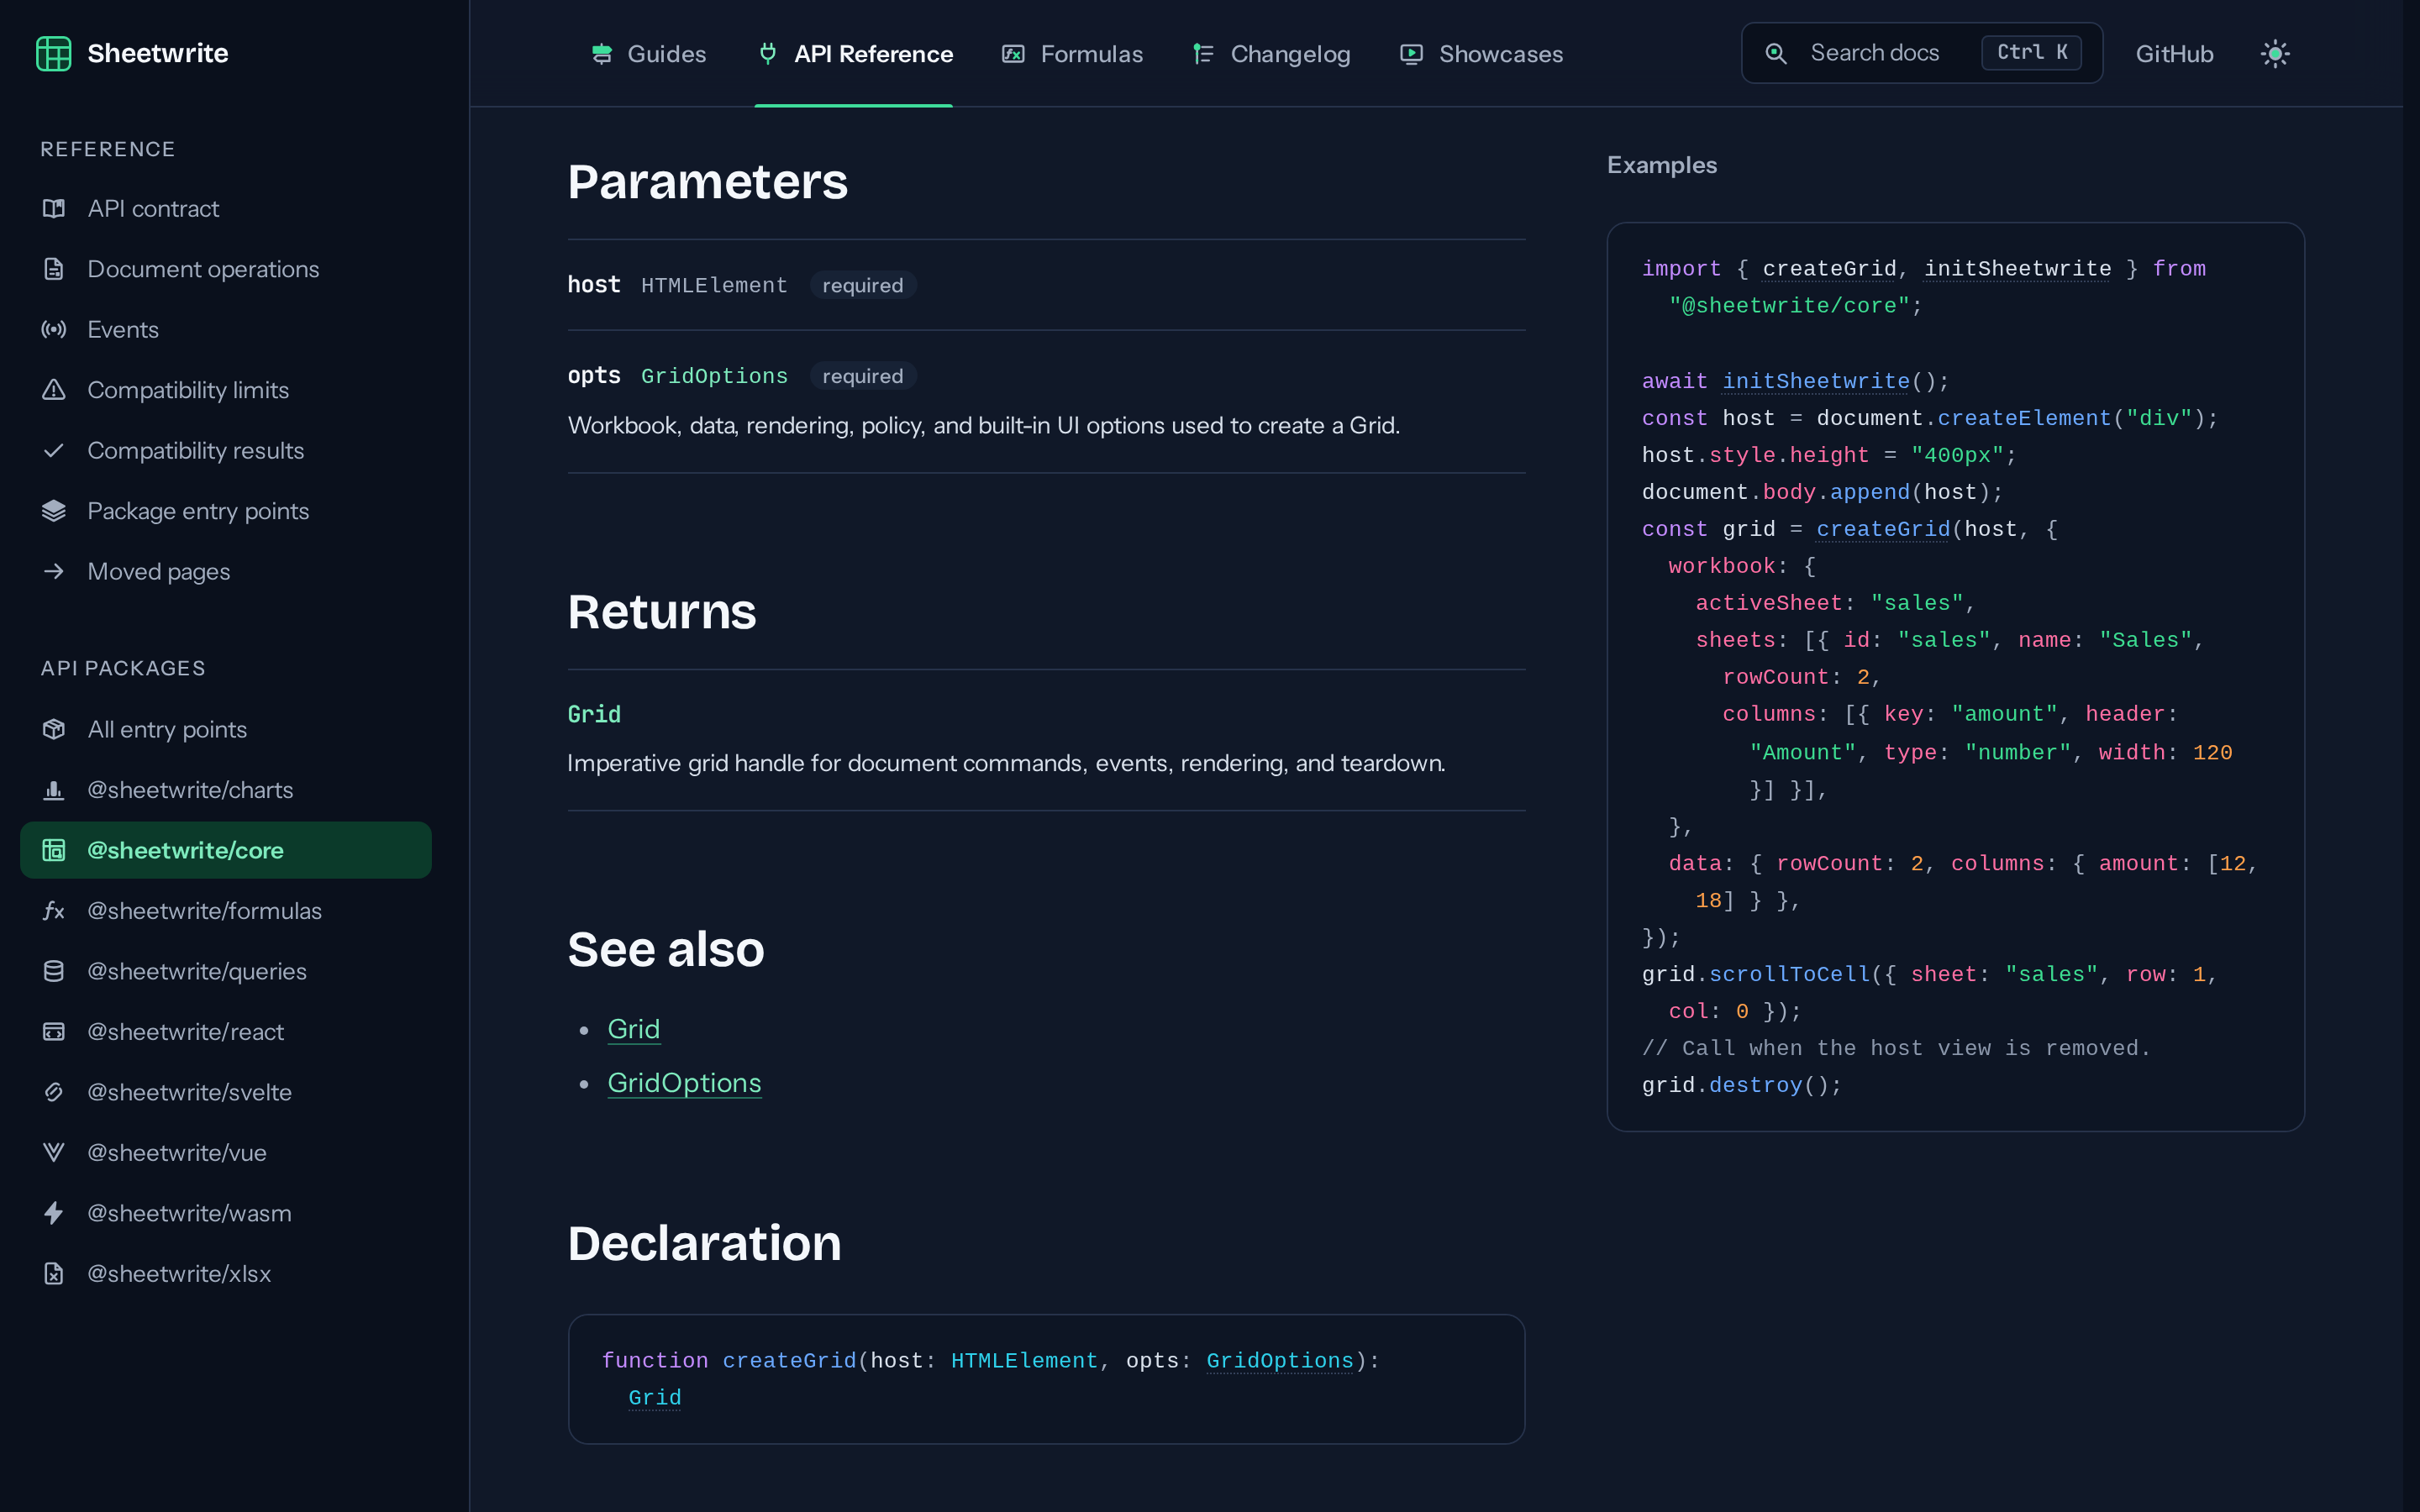 Sheetwrite
Guides
API Reference
Formulas
Changelog
Showcases
Search docs
Ctrl K
GitHub
REFERENCE
API contract
Document operations
Events
Compatibility limits
Compatibility results
Package entry points
Moved pages
API PACKAGES
All entry points
@sheetwrite/charts
@sheetwrite/core
@sheetwrite/formulas
@sheetwrite/queries
@sheetwrite/react
@sheetwrite/svelte
@sheetwrite/vue
@sheetwrite/wasm
@sheetwrite/xlsx
Parameters
host HTMLElement required
opts GridOptions required
Workbook, data, rendering, policy, and built-in UI options used to create a Grid.
Returns
Grid
Imperative grid handle for document commands, events, rendering, and teardown.
See also
Grid
GridOptions
Declaration
function createGrid(host: HTMLElement, opts: GridOptions):
  Grid
Examples
import { createGrid, initSheetwrite } from
  "@sheetwrite/core";
await initSheetwrite();
const host = document.createElement("div");
host.style.height = "400px";
document.body.append(host);
const grid = createGrid(host, {
  workbook: {
    activeSheet: "sales",
    sheets: [{ id: "sales", name: "Sales",
      rowCount: 2,
      columns: [{ key: "amount", header:
        "Amount", type: "number", width: 120
        }] }],
  },
  data: { rowCount: 2, columns: { amount: [12,
    18] } },
});
grid.scrollToCell({ sheet: "sales", row: 1,
  col: 0 });
// Call when the host view is removed.
grid.destroy();